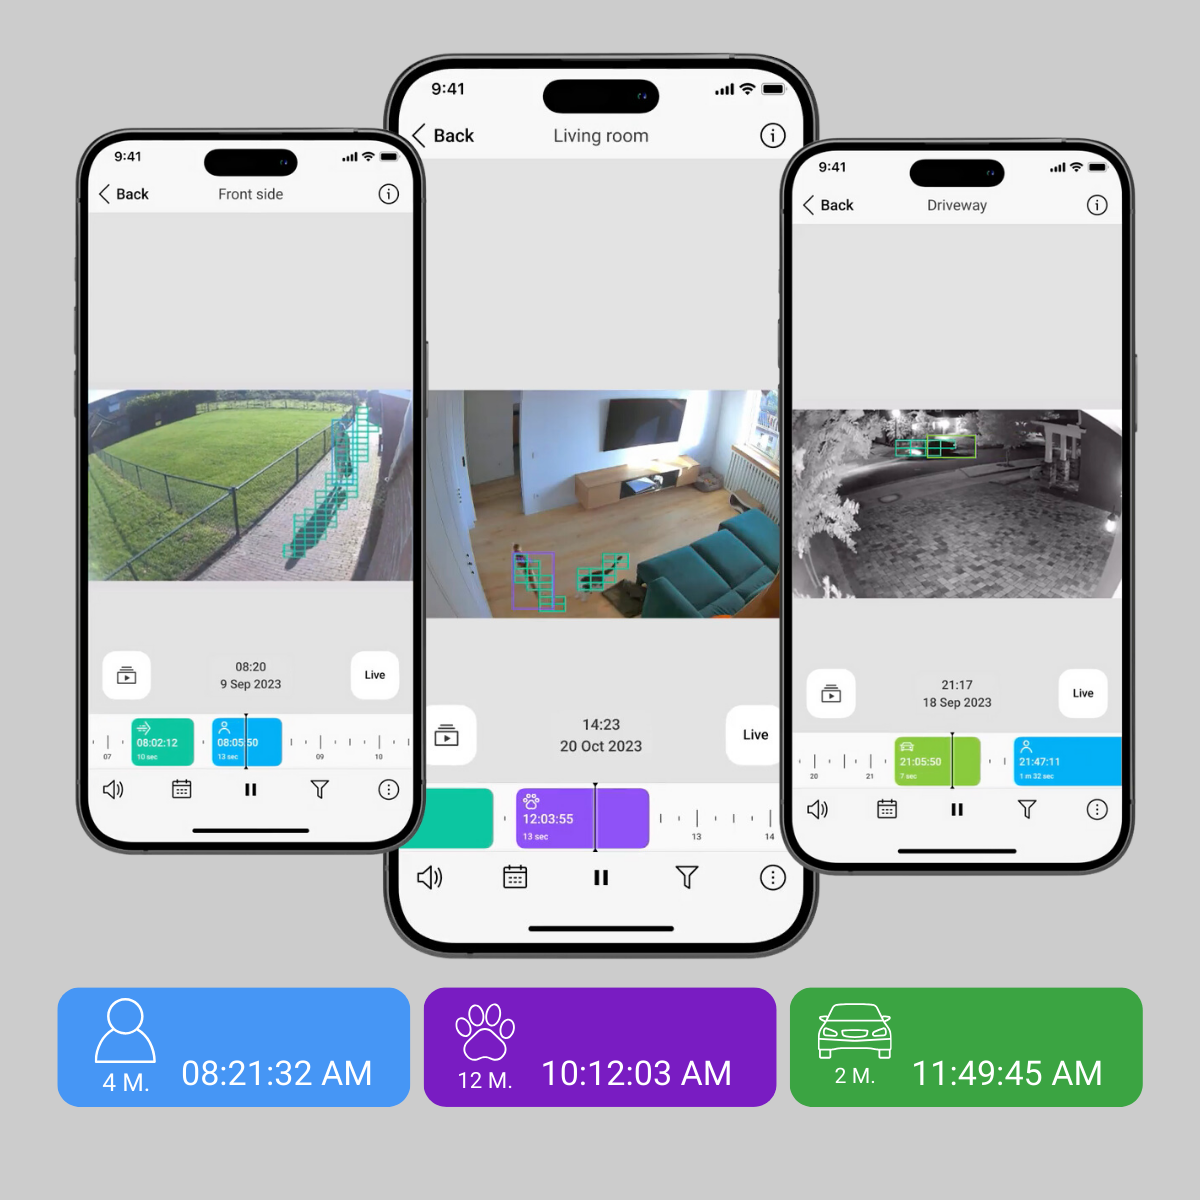 9:41
Back
Front side
08:20
9 Sep 2023
Live
08:02:12
10 sec
08:05:50
13 sec
07
09
10
9:41
Back
Living room
14:23
20 Oct 2023
Live
12:03:55
13 sec
13
14
9:41
Back
Driveway
21:17
18 Sep 2023
Live
20
21
21:05:50
7 sec
21:47:11
1 m 32 sec
4 M.
08:21:32 AM
12 M.
10:12:03 AM
2 M.
11:49:45 AM